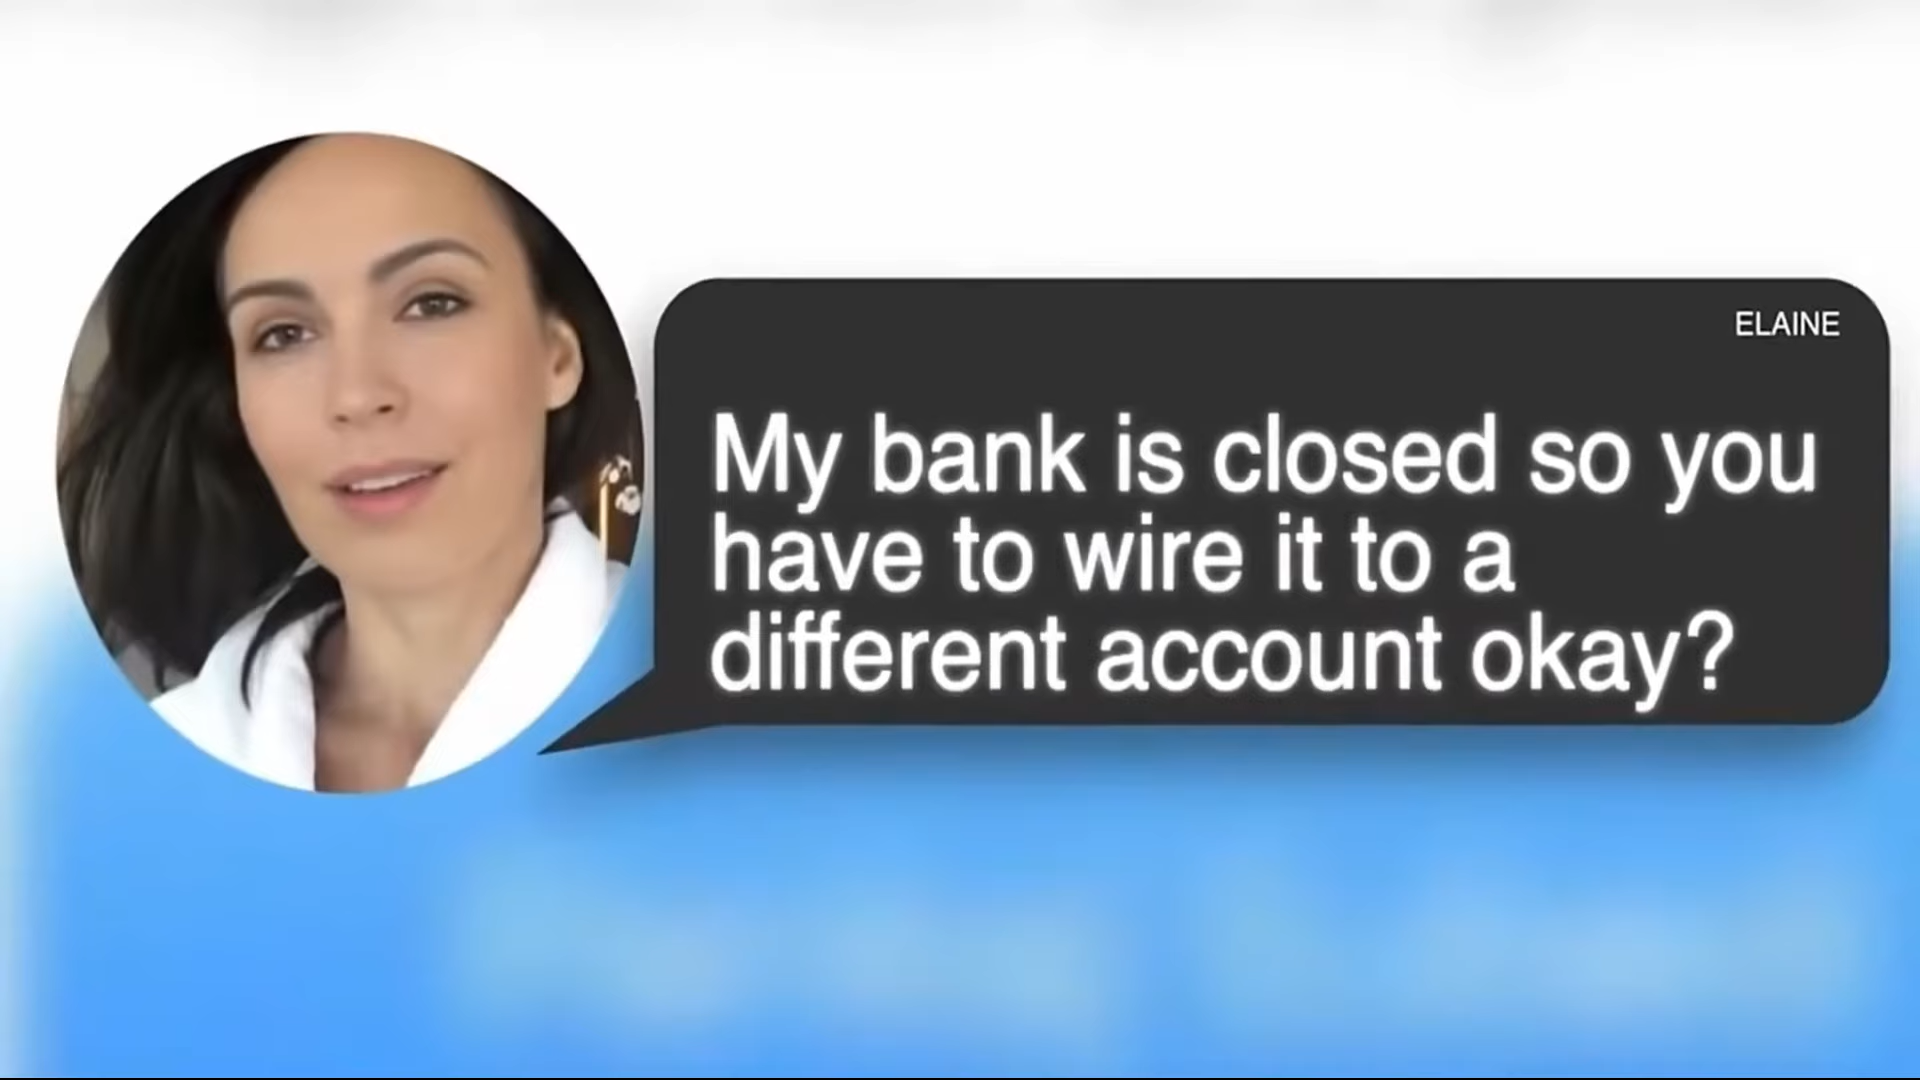 ELAINE
My bank is closed so you
have to wire it to a
different account okay?